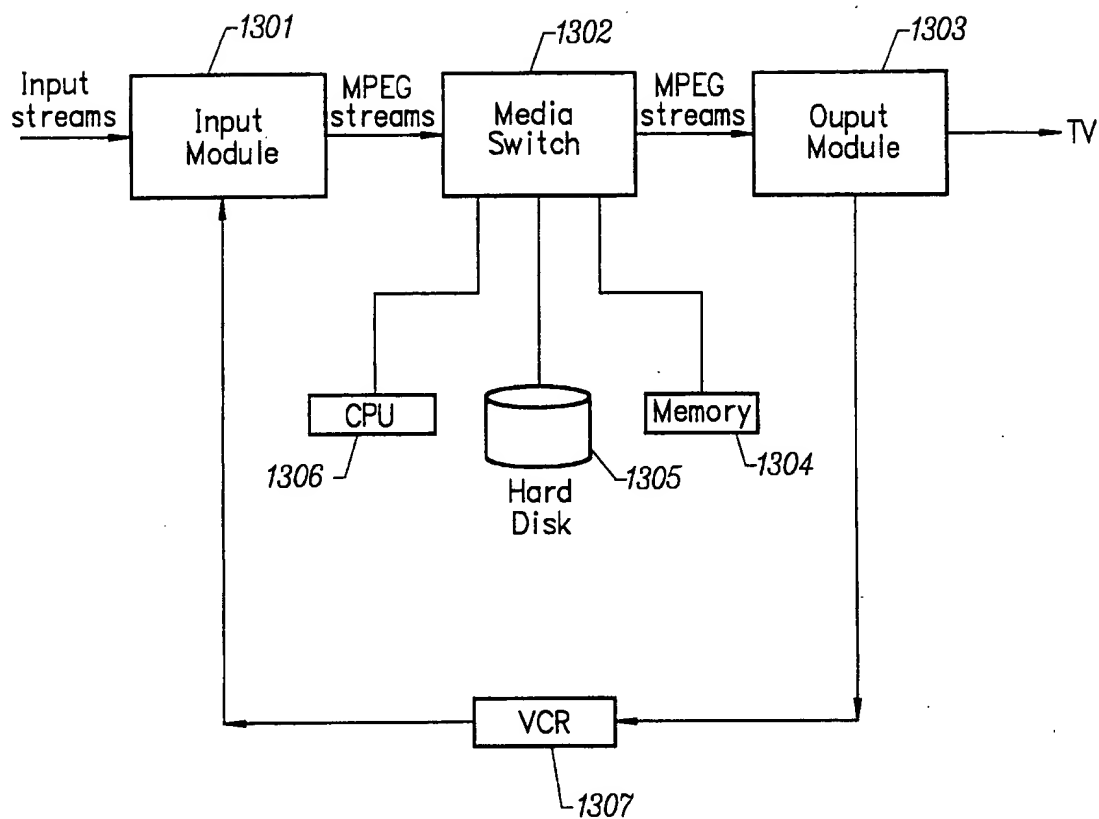 1301
1302
1303
Input
streams
Input
Module
MPEG
streams
Media
Switch
MPEG
streams
Ouput
Module
TV
CPU
1306
Hard
Disk
1305
Memory
1304
VCR
1307